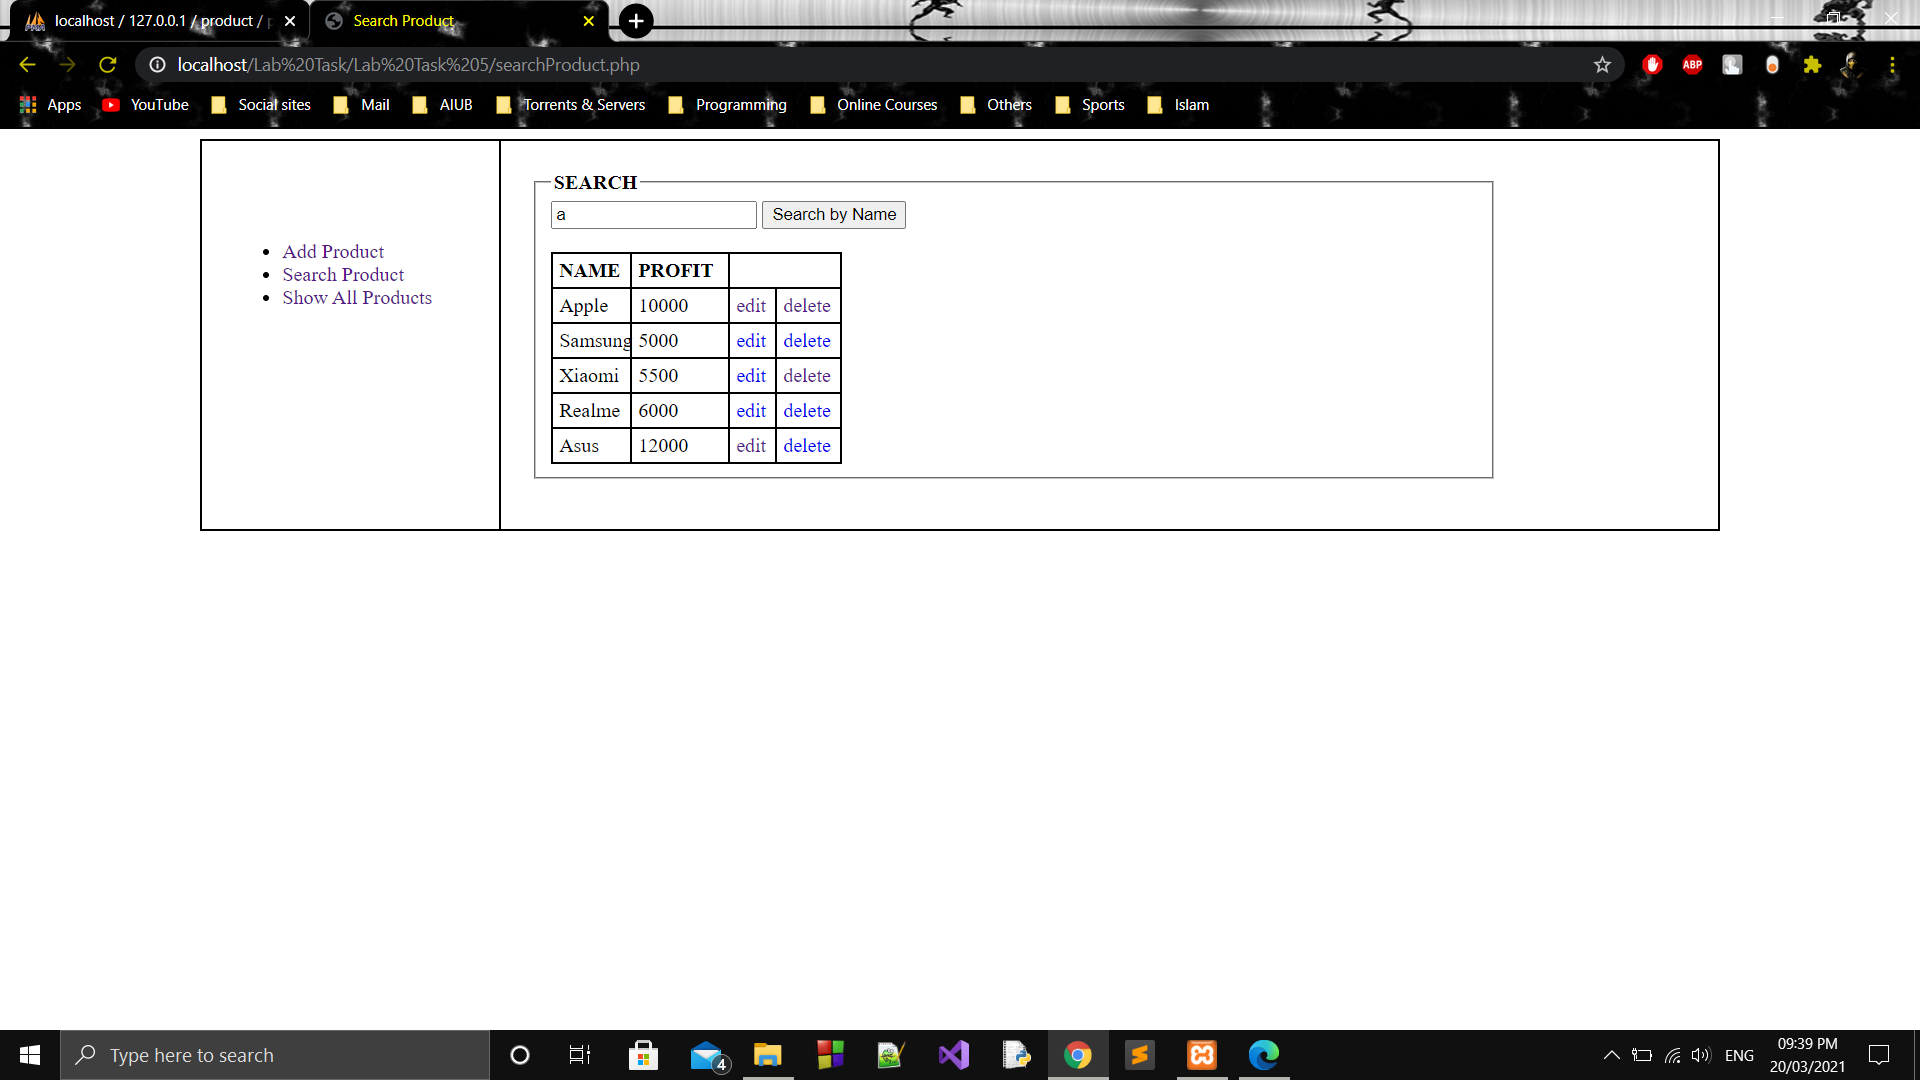 localhost / 127.0.0.1 / product / p
Search Product
localhost/Lab%20Task/Lab%20Task%205/searchProduct.php
ABP
Apps YouTube Social sites Mail AIUB Torrents & Servers Programming Online Courses Others Sports Islam
Add Product
Search Product
Show All Products
SEARCH
a Search by Name
NAME PROFIT
Apple 10000 edit delete
Samsung 5000 edit delete
Xiaomi 5500 edit delete
Realme 6000 edit delete
Asus 12000 edit delete
Type here to search
4
ENG
09:39 PM
20/03/2021